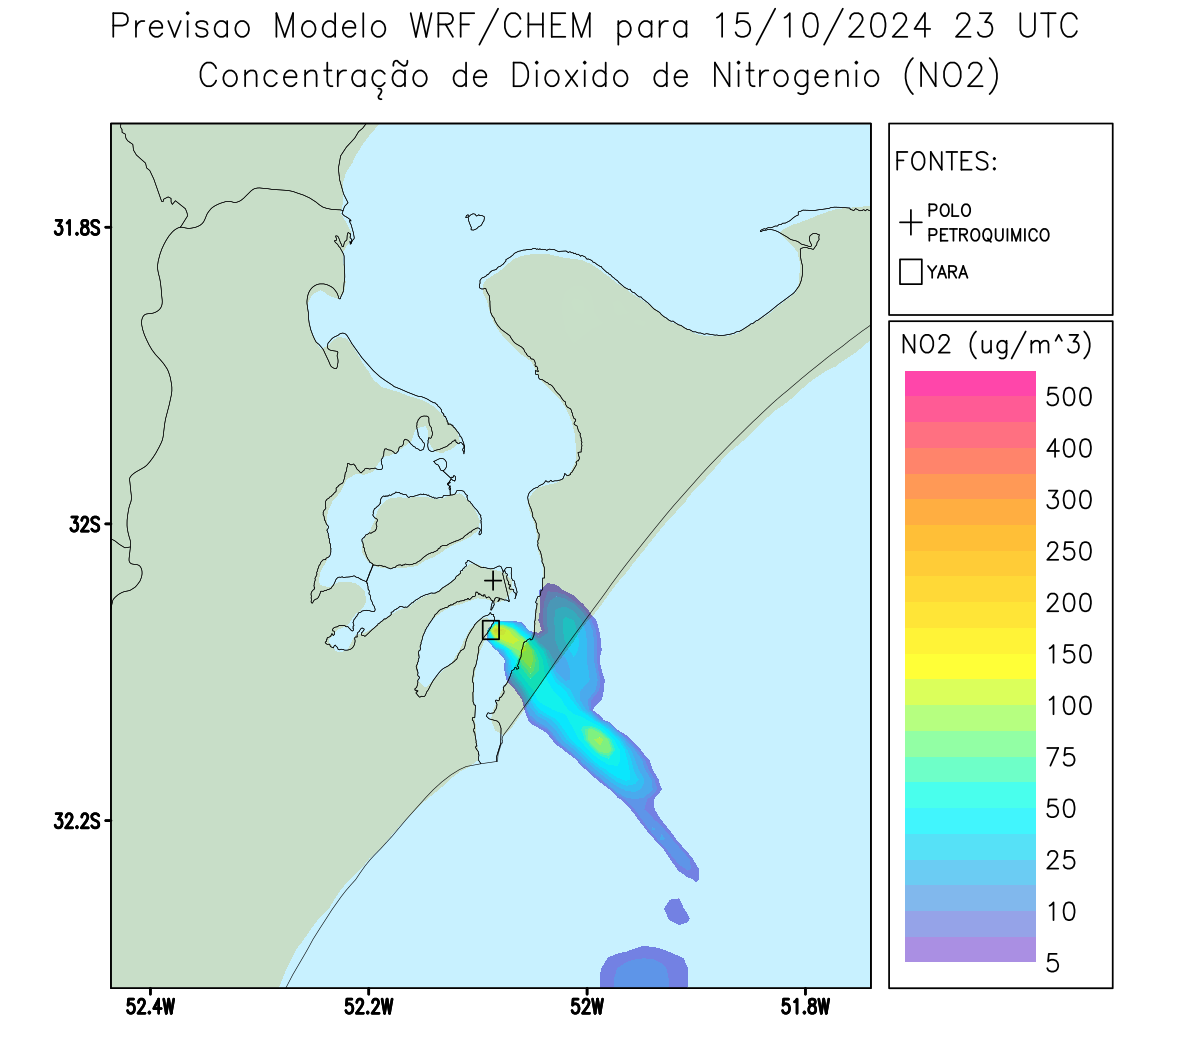 Previsao Modelo WRF/CHEM para 15/10/2024 23 UTC
Concentração de Dioxido de Nitrogenio (NO2)
FONTES:
POLO
PETROQUIMICO
YARA
NO2 (ug/m^3)
500
400
300
250
200
150
100
75
50
25
10
5
31.8S
32S
32.2S
52.4W
52.2W
52W
51.8W